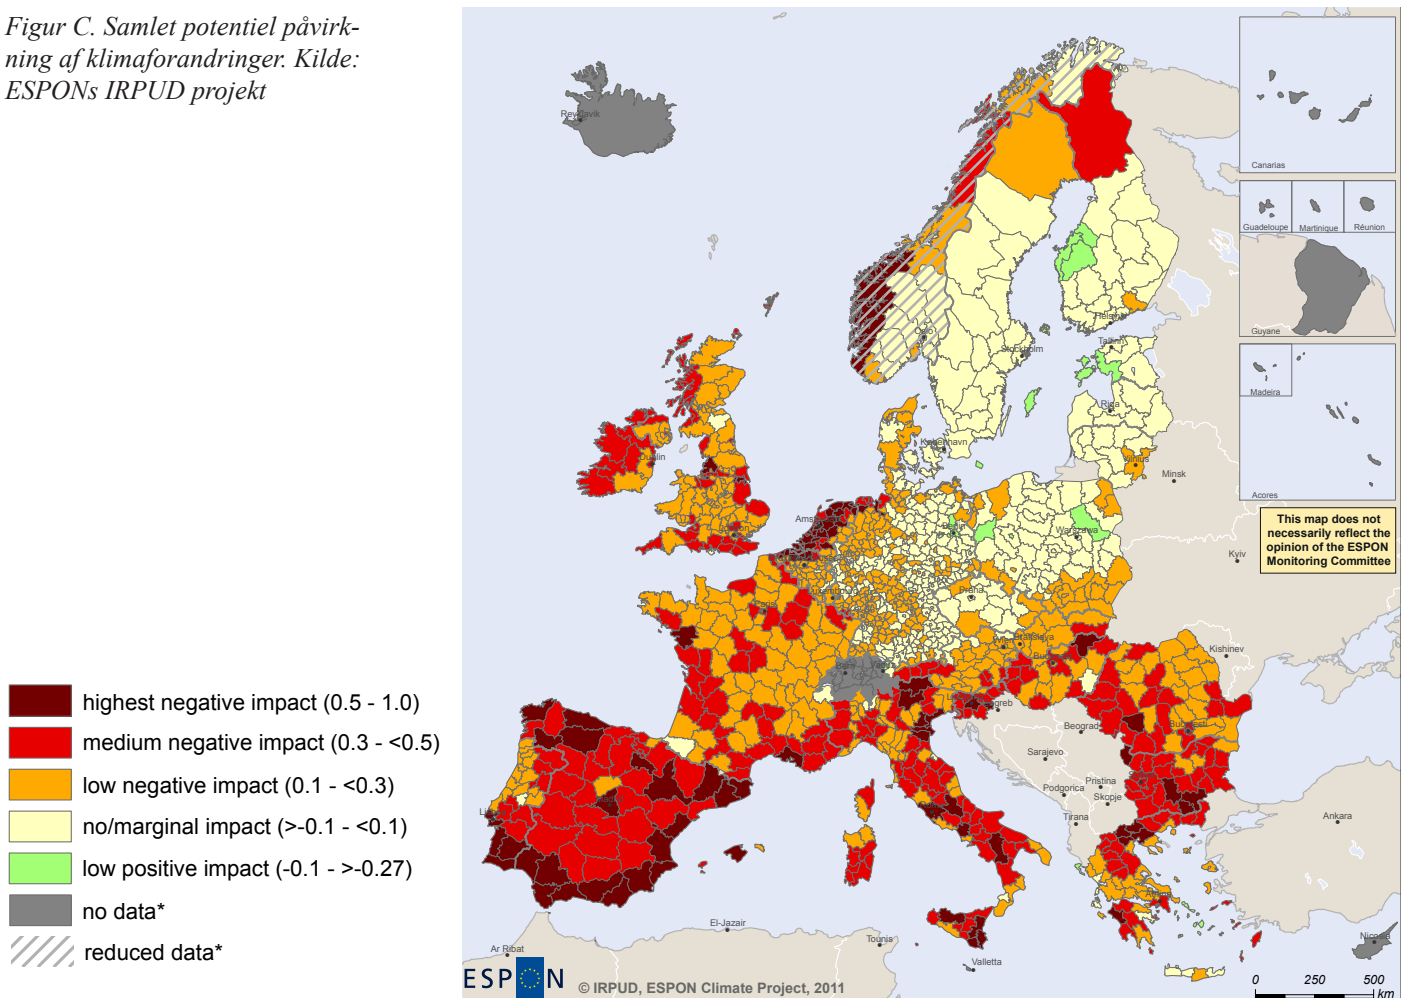 Figur C. Samlet potentiel påvirk-
ning af klimaforandringer. Kilde:
ESPONs IRPUD projekt
highest negative impact (0.5 - 1.0)
medium negative impact (0.3 - <0.5)
low negative impact (0.1 - <0.3)
no/marginal impact (>-0.1 - <0.1)
low positive impact (-0.1 - >-0.27)
no data*
reduced data*
Canarias
Guadeloupe
Martinique
Réunion
Guyane
Madeira
Acores
This map does not
necessarily reflect the
opinion of the ESPON
Monitoring Committee
Oslo
Stockholm
Tallinn
Riga
København
Vilnius
Minsk
Dublin
Warszawa
Kyiv
Praha
Bratislava
Kishinev
Zagreb
Beograd
Bucuresti
Sarajevo
Pristina
Podgorica
Skopje
Tirana
Ankara
El-Jazair
Ar Ribat
Tounis
Valletta
ESPON
© IRPUD, ESPON Climate Project, 2011
0 250 500
km